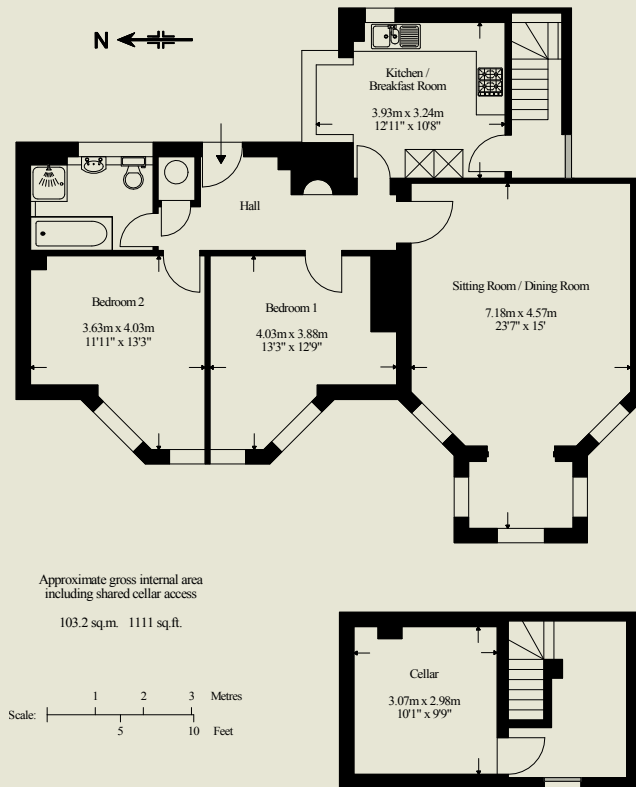 N
Kitchen /
Breakfast Room
3.93m x 3.24m
12'11" x 10'8"
Hall
Sitting Room / Dining Room
7.18m x 4.57m
23'7" x 15'
Bedroom 2
3.63m x 4.03m
11'11" x 13'3"
Bedroom 1
4.03m x 3.88m
13'3" x 12'9"
Approximate gross internal area
including shared cellar access
103.2 sq.m. 1111 sq.ft.
Cellar
3.07m x 2.98m
10'1" x 9'9"
1 2 3 Metres
Scale:
5 10 Feet